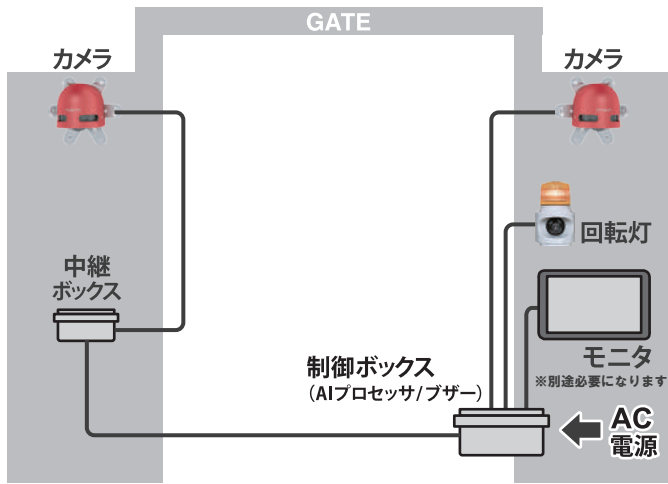 GATE
カメラ
カメラ
回転灯
中継
ボックス
モニタ
※別途必要になります
制御ボックス
（AIプロセッサ/ブザー）
AC
電源